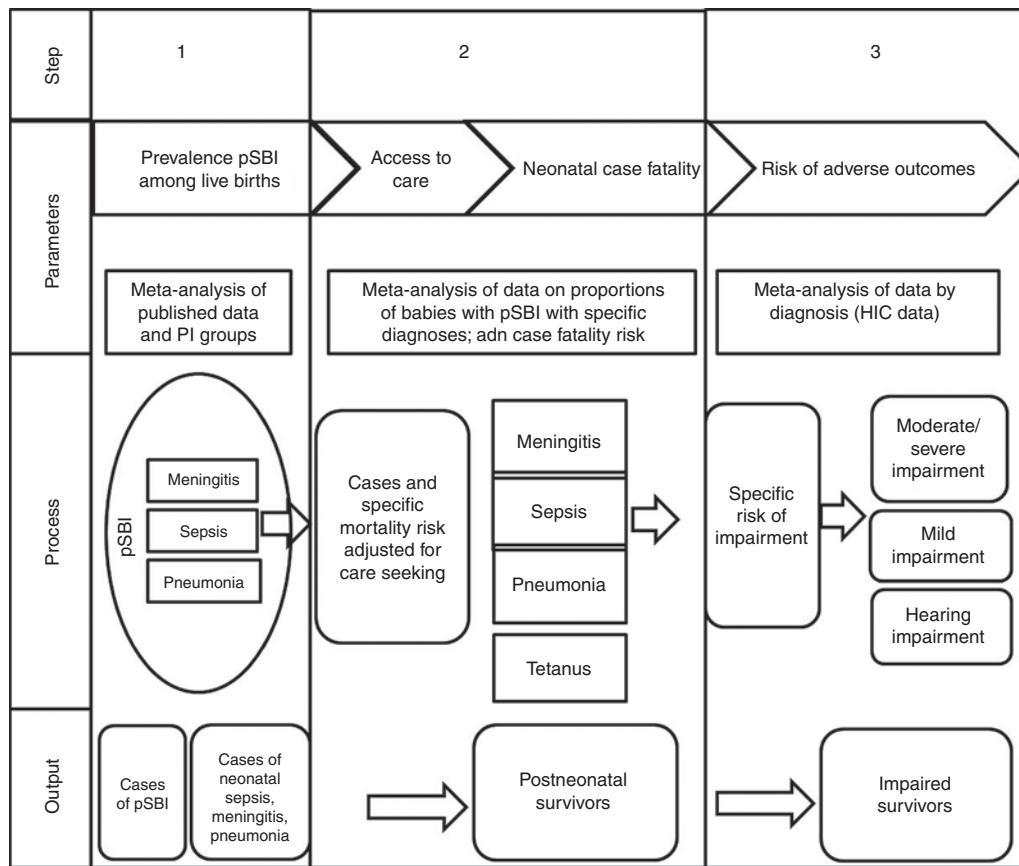 Step
1
2
3
Parameters
Prevalence pSBI
among live births
Access to
care
Neonatal case fatality
Risk of adverse outcomes
Meta-analysis of
published data
and PI groups
Meta-analysis of data on proportions
of babies with pSBI with specific
diagnoses; adn case fatality risk
Meta-analysis of data by
diagnosis (HIC data)
Process
pSBI
Meningitis
Sepsis
Pneumonia
Cases and
specific
mortality risk
adjusted for
care seeking
Meningitis
Sepsis
Pneumonia
Tetanus
Specific
risk of
impairment
Moderate/
severe
impairment
Mild
impairment
Hearing
impairment
Output
Cases
of pSBI
Cases of
neonatal
sepsis,
meningitis,
pneumonia
Postneonatal
survivors
Impaired
survivors